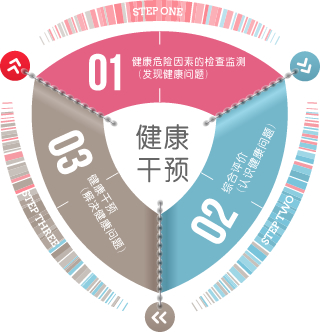 STEP ONE
01
健康危险因素的检查监测
（发现健康问题）
健康
干预
02
综合评价
（认识健康问题）
STEP TWO
03
健康干预
（解决健康问题）
STEP THREE